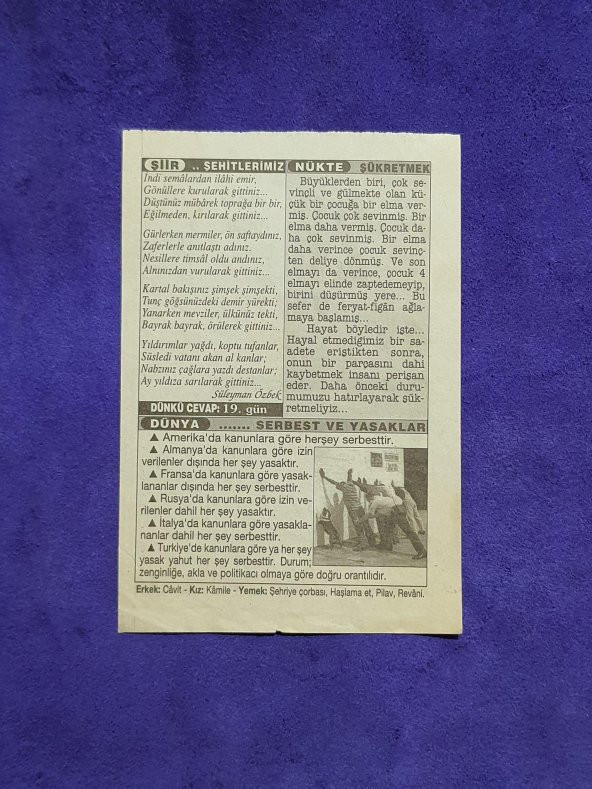 ŞİİR .. ŞEHİTLERİMİZ
İndi semâlardan ilâhi emir,
Gönüllere kurularak gittiniz...
Düştünüz mübârek toprağa bir bir,
Eğilmeden, kırılarak gittiniz...
Gürlerken mermiler, ön saftaydınız,
Zaferlerle anıtlaştı adınız.
Nesillere timsâl oldu andınız,
Alnınızdan vurularak gittiniz...
Kartal bakışınız şimşek şimşekti,
Tunç göğsünüzdeki demir yürekti;
Yanarken mevziler, ülkünüz tekti,
Bayrak bayrak, örülerek gittiniz...
Yıldırımlar yağdı, koptu tufanlar,
Süsledi vatanı akan al kanlar;
Nabzınız çağlara yazdı destanlar;
Ay yıldıza sarılarak gittiniz...
Süleyman Özbek
DÜNKÜ CEVAP: 19. gün
NÜKTE ŞÜKRETMEK
Büyüklerden biri, çok se-
vinçli ve gülmekte olan kü-
çük bir çocuğa bir elma ver-
miş. Çocuk çok sevinmiş. Bir
elma daha vermiş. Çocuk da-
ha çok sevinmiş. Bir elma
daha verince çocuk sevinç-
ten deliye dönmüş. Ve son
elmayı da verince, çocuk 4
elmayı elinde zaptedemeyip,
birini düşürmüş yere... Bu
sefer de feryat-figân ağla-
maya başlamış...
Hayat böyledir işte...
Hayal etmediğimiz bir sa-
adete eriştikten sonra,
onun bir parçasını dahi
kaybetmek insanı perişan
eder. Daha önceki duru-
mumuzu hatırlayarak şük-
retmeliyiz...
DÜNYA ....... SERBEST VE YASAKLAR
▲ Amerika'da kanunlara göre herşey serbesttir.
▲ Almanya'da kanunlara göre izin
verilenler dışında her şey yasaktır.
▲ Fransa'da kanunlara göre yasak-
lananlar dışında her şey serbesttir.
▲ Rusya'da kanunlara göre izin ve-
rilenler dahil her şey yasaktır.
▲ İtalya'da kanunlara göre yasakla-
nanlar dahil her şey serbesttir.
▲ Turkiye'de kanunlara göre ya her şey
yasak yahut her şey serbesttir. Durum;
zenginliğe, akla ve politikacı olmaya göre doğru orantılıdır.
Erkek: Câvit - Kız: Kâmile - Yemek: Şehriye çorbası, Haşlama et, Pilav, Revâni.